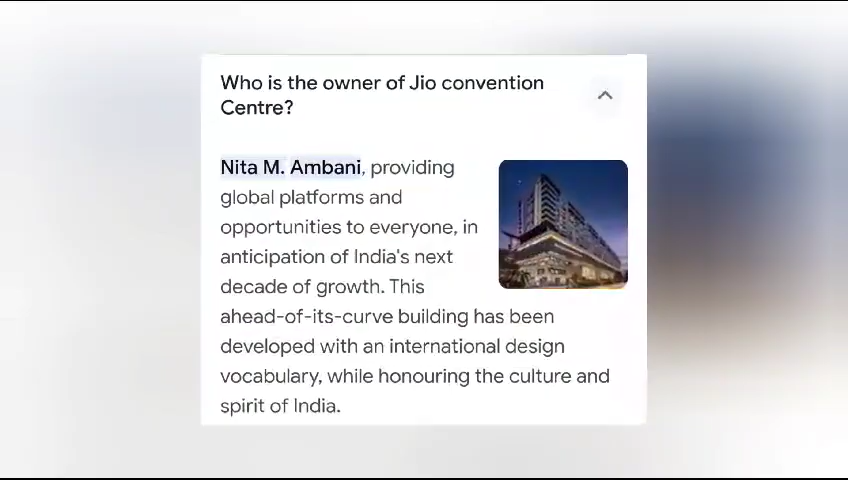 Who is the owner of Jio convention
Centre?
Nita M. Ambani, providing
global platforms and
opportunities to everyone, in
anticipation of India's next
decade of growth. This
ahead-of-its-curve building has been
developed with an international design
vocabulary, while honouring the culture and
spirit of India.